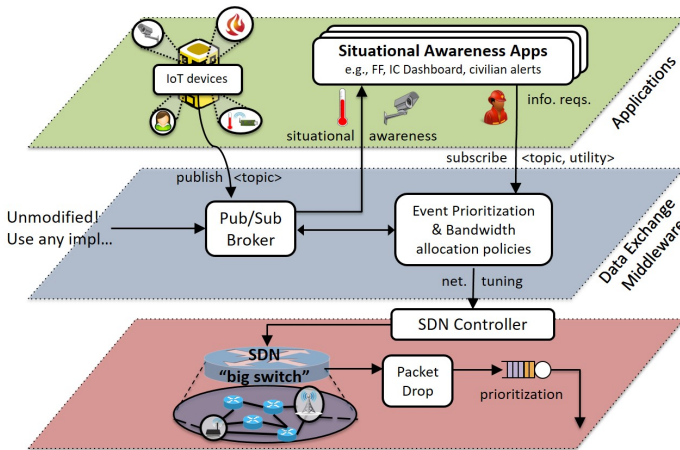 Situational Awareness Apps
e.g., FF, IC Dashboard, civilian alerts
IoT devices
info. reqs.
situational awareness
Applications
subscribe <topic, utility>
publish <topic>
Unmodified!
Use any impl...
Pub/Sub
Broker
Event Prioritization
& Bandwidth
allocation policies
Data Exchange
Middleware
net. tuning
SDN Controller
SDN
“big switch”
Packet
Drop
prioritization